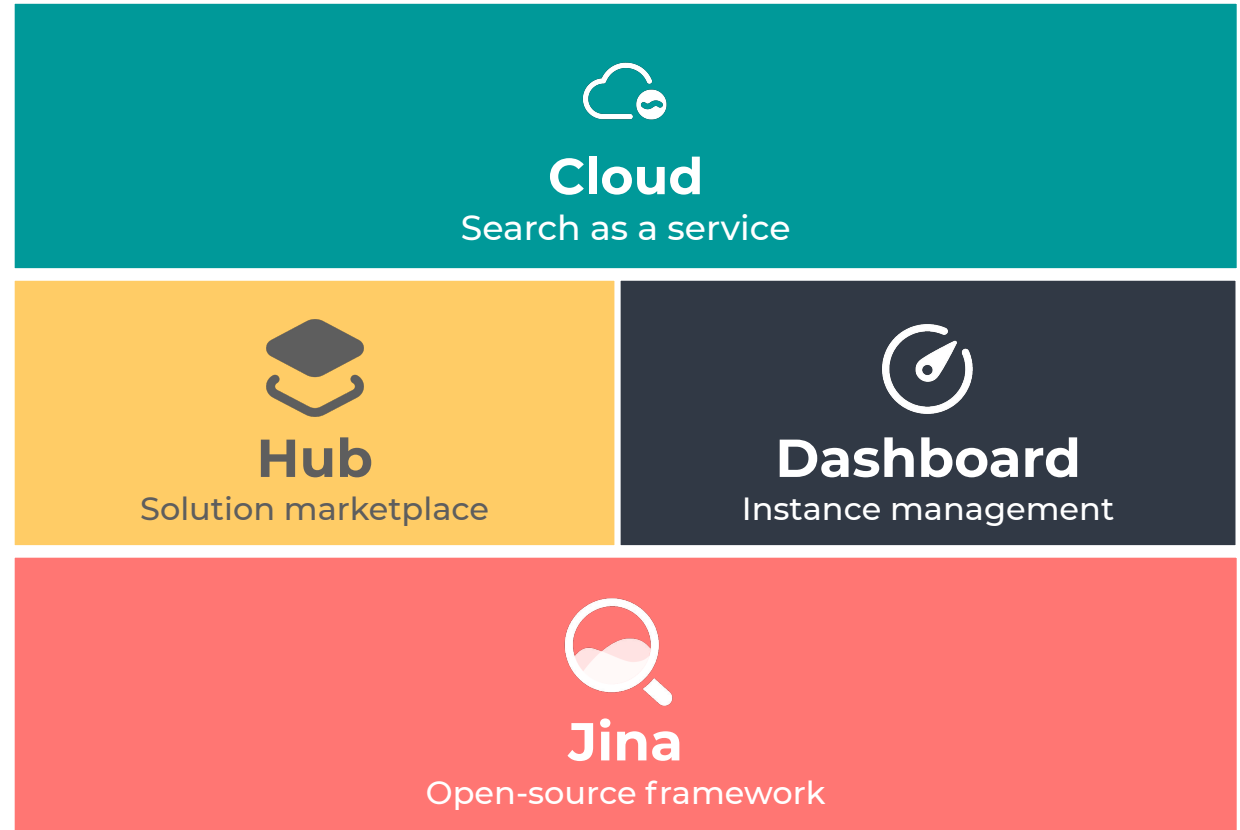 Cloud
Search as a service
Hub
Solution marketplace
Dashboard
Instance management
Jina
Open-source framework